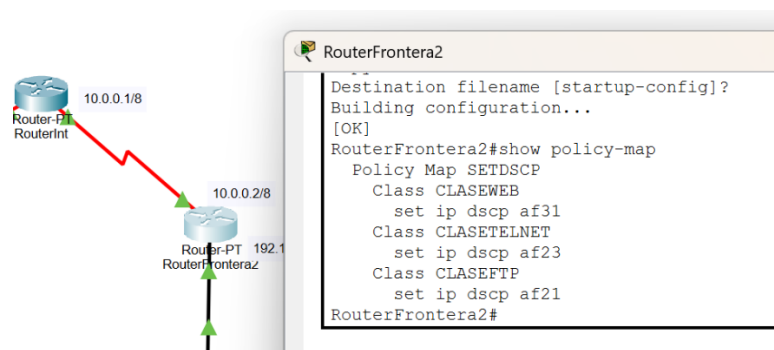 10.0.0.1/8
Router-PT
RouterInt
10.0.0.2/8
Router-PT
192.1
RouterFrontera2
RouterFrontera2
Destination filename [startup-config]?
Building configuration...
[OK]
RouterFrontera2#show policy-map
Policy Map SETDSCP
Class CLASEWEB
set ip dscp af31
Class CLASETELNET
set ip dscp af23
Class CLASEFTP
set ip dscp af21
RouterFrontera2#